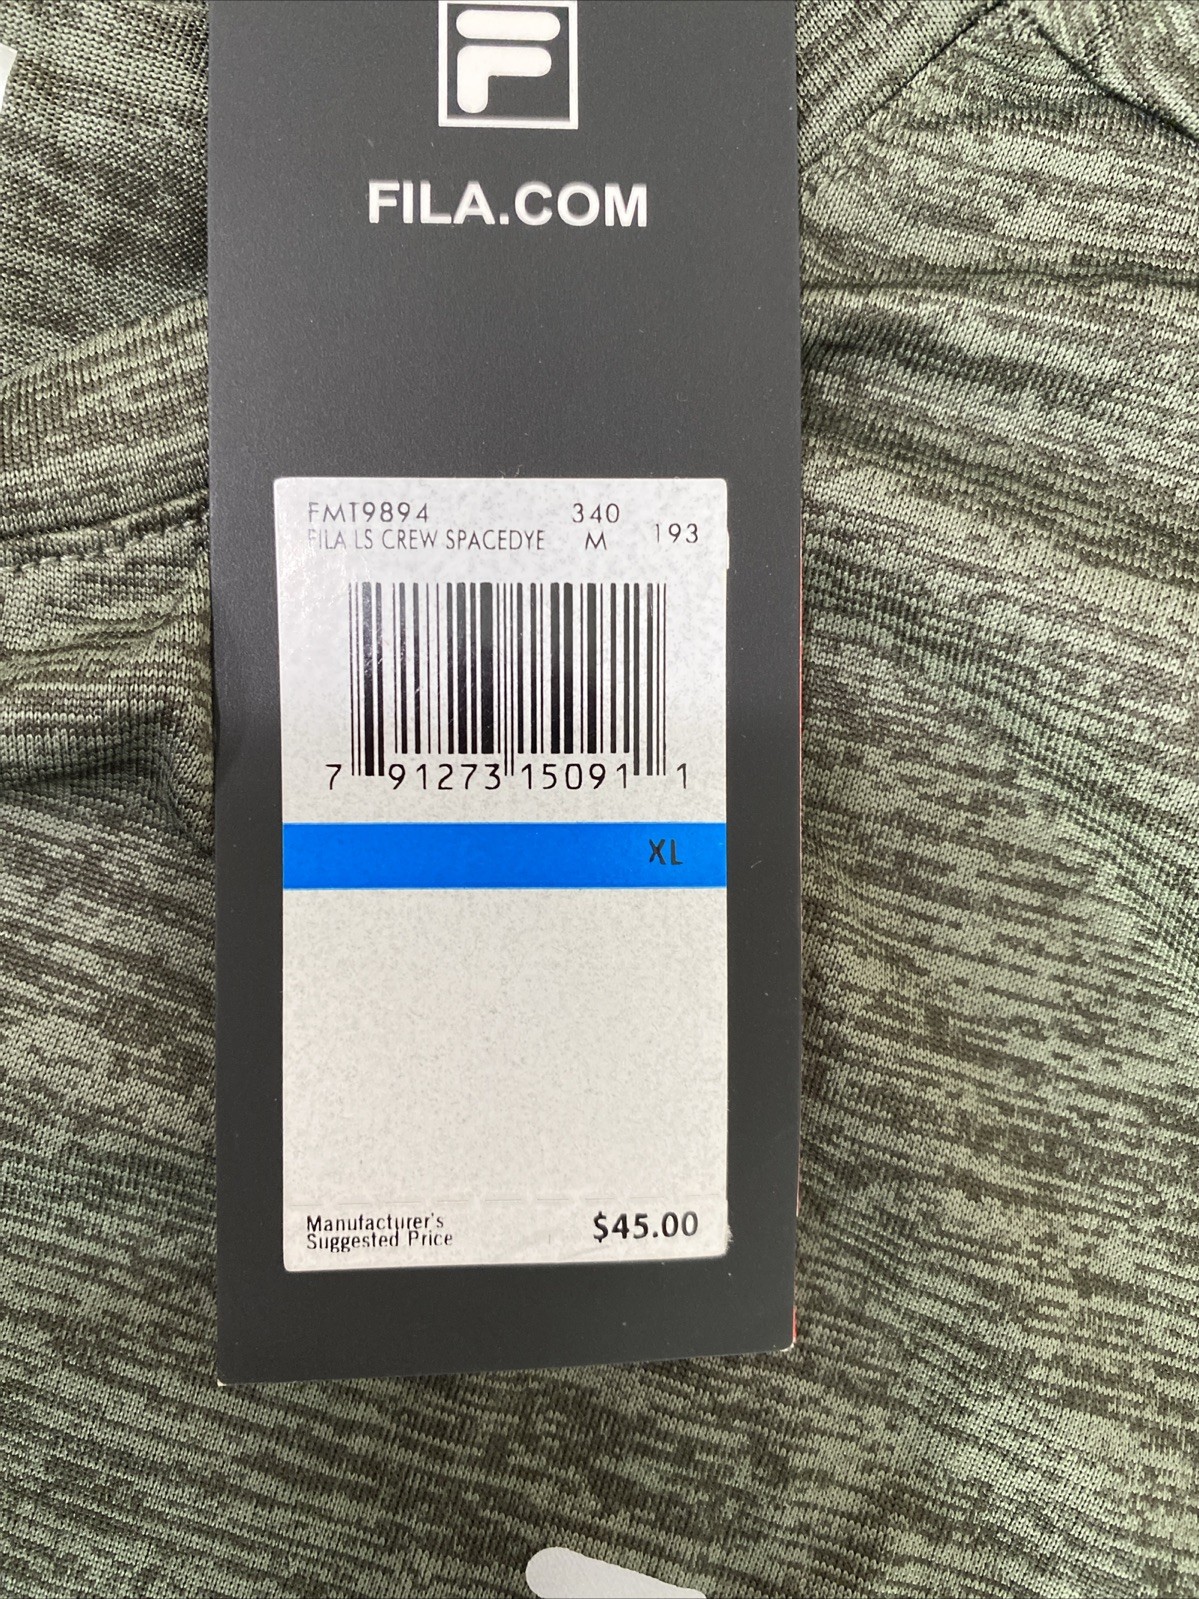 F
FILA.COM
FMT9894 340
FILA LS CREW SPACEDYE M 193
7 91273 15091 1
XL
Manufacturer's
Suggested Price $45.00